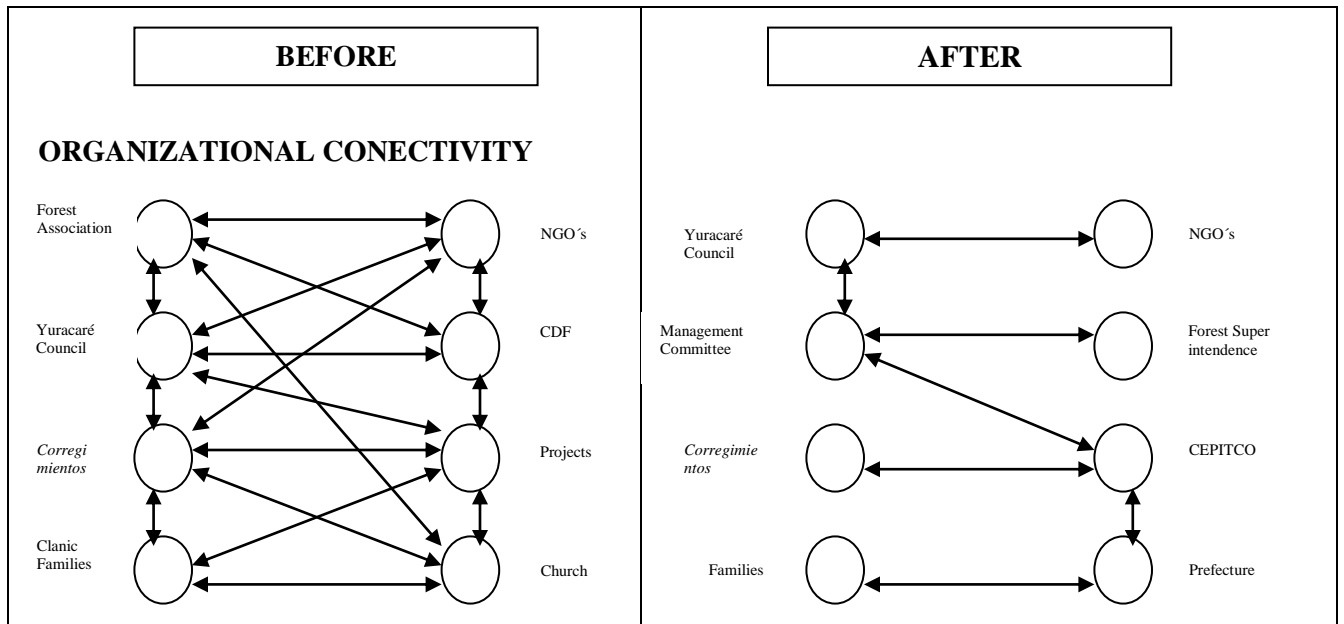 BEFORE
ORGANIZATIONAL CONECTIVITY
Forest
Association
NGO´s
Yuracaré
Council
CDF
Corregi
mientos
Projects
Clanic
Families
Church
AFTER
Yuracaré
Council
NGO´s
Management
Committee
Forest Super
intendence
Corregimie
ntos
CEPITCO
Families
Prefecture